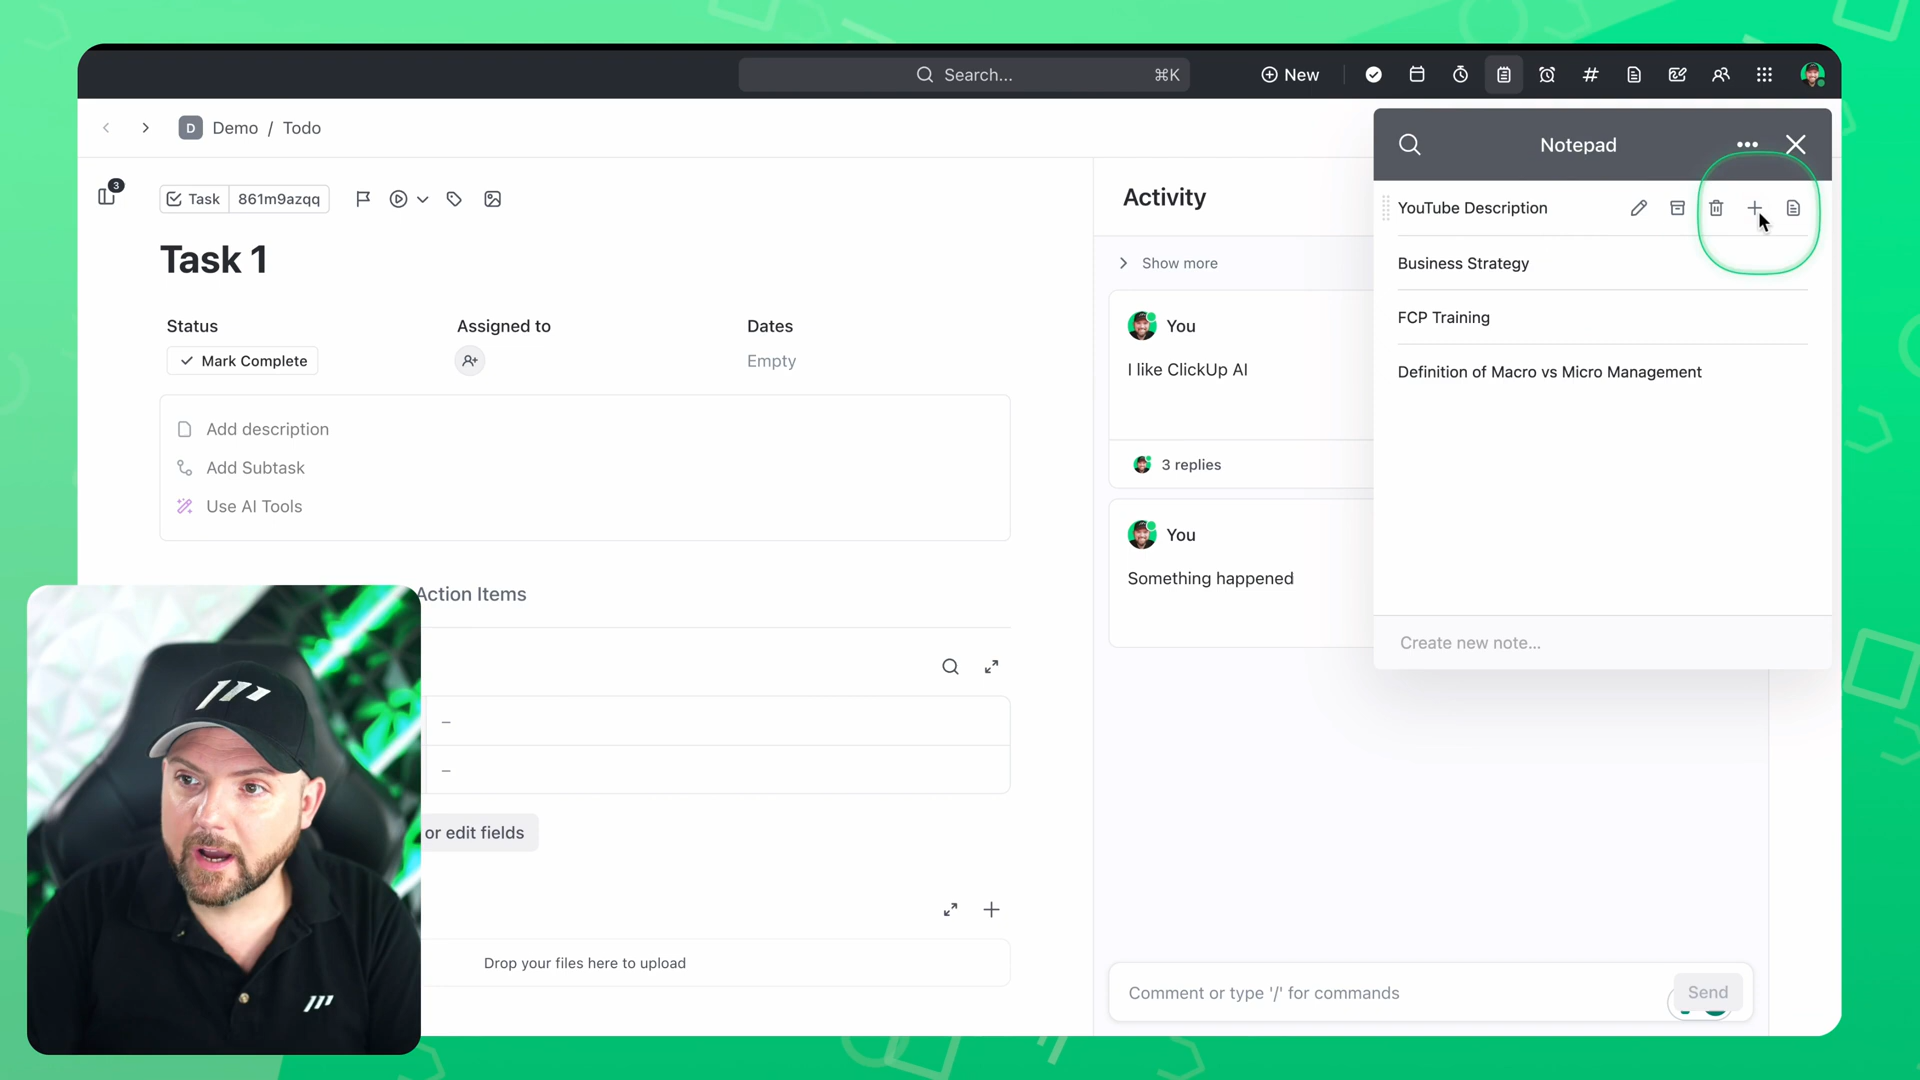 Search... ⌘K
New
D Demo / Todo
3
Task 861m9azqq
Task 1
Status Assigned to Dates
Mark Complete Empty
Add description
Add Subtask
Use AI Tools
Action Items
–
–
or edit fields
Drop your files here to upload
Activity
Show more
You
I like ClickUp AI
3 replies
You
Something happened
Comment or type '/' for commands
Send
Notepad
YouTube Description
Business Strategy
FCP Training
Definition of Macro vs Micro Management
Create new note...